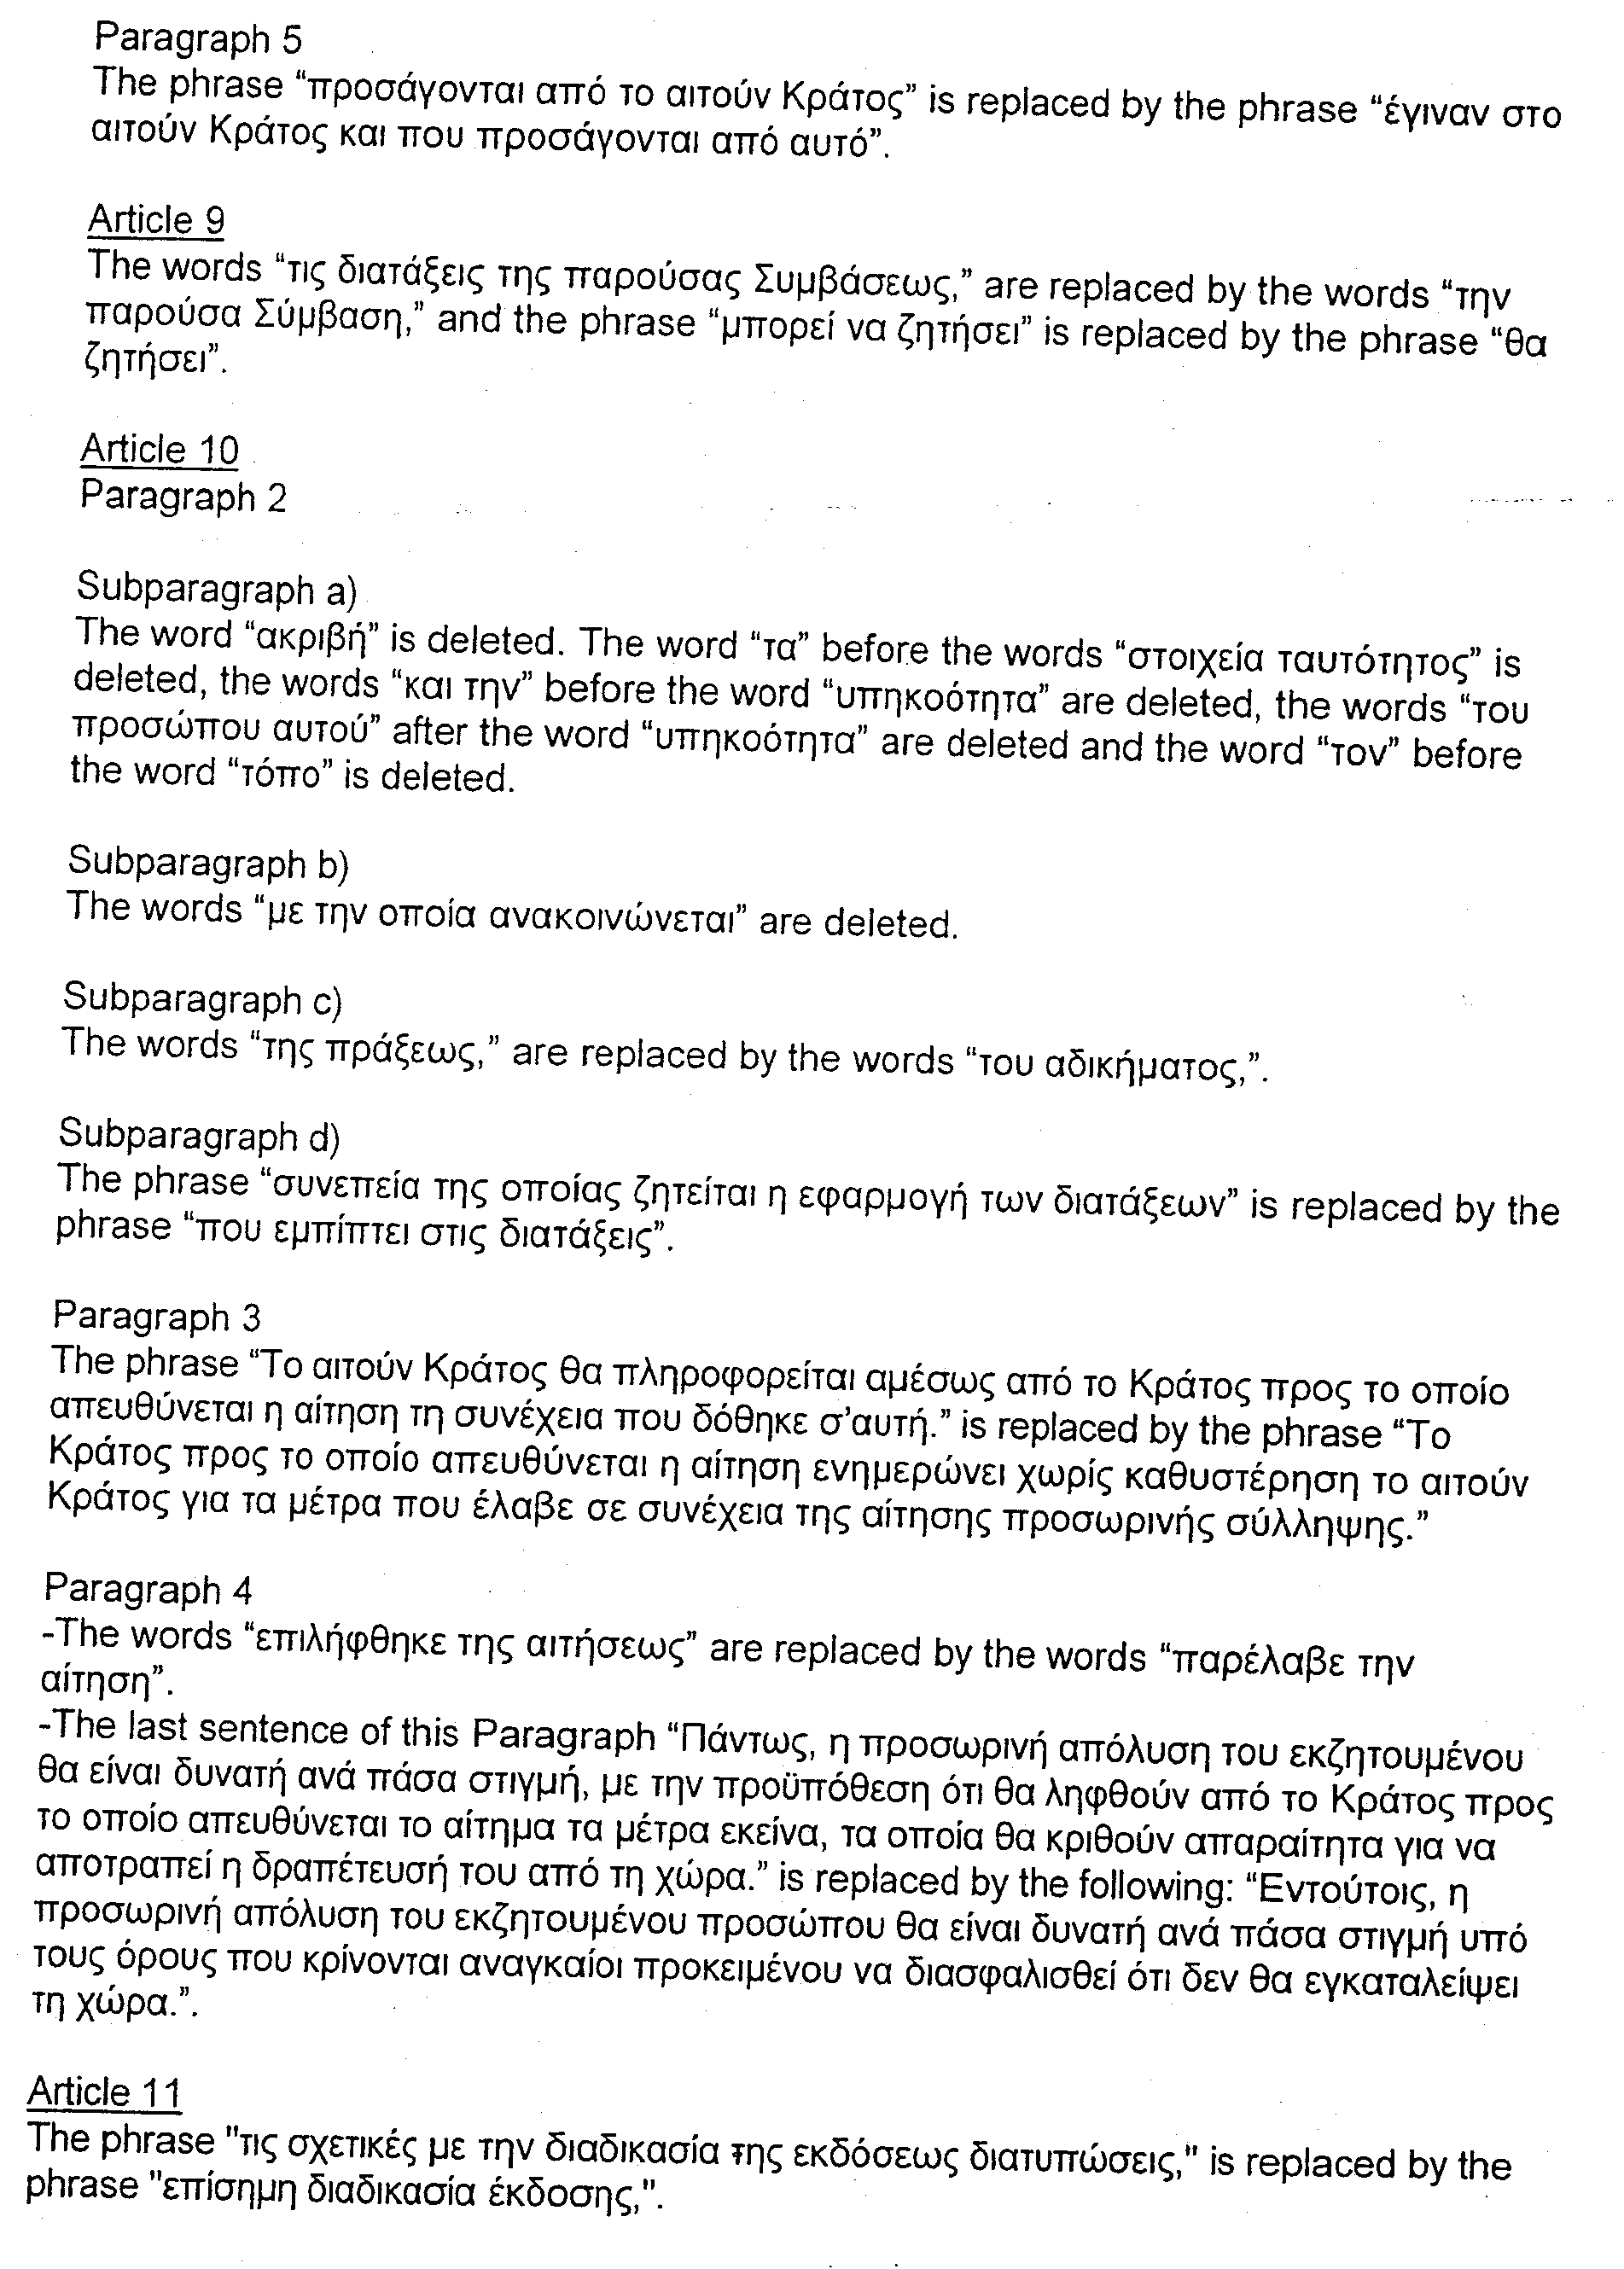 Paragraph 5
The phrase “προσάγονται από το αιτούν Κράτος” is replaced by the phrase “έγιναν στο
αιτούν Κράτος και που προσάγονται από αυτό”.
Article 9
The words “τις διατάξεις της παρούσας Συμβάσεως,” are replaced by the words “την
παρούσα Σύμβαση,” and the phrase “μπορεί να ζητήσει” is replaced by the phrase “θα
ζητήσει”.
Article 10
Paragraph 2
Subparagraph a)
The word “ακριβή” is deleted. The word “τα” before the words “στοιχεία ταυτότητος” is
deleted, the words “και την” before the word “υπηκοότητα” are deleted, the words “του
προσώπου αυτού” after the word “υπηκοότητα” are deleted and the word “τον” before
the word “τόπο” is deleted.
Subparagraph b)
The words “με την οποία ανακοινώνεται” are deleted.
Subparagraph c)
The words “της πράξεως,” are replaced by the words “του αδικήματος,”.
Subparagraph d)
The phrase “συνεπεία της οποίας ζητείται η εφαρμογή των διατάξεων” is replaced by the
phrase “που εμπίπτει στις διατάξεις”.
Paragraph 3
The phrase “Το αιτούν Κράτος θα πληροφορείται αμέσως από το Κράτος προς το οποίο
απευθύνεται η αίτηση τη συνέχεια που δόθηκε σ’αυτή.” is replaced by the phrase “Το
Κράτος προς το οποίο απευθύνεται η αίτηση ενημερώνει χωρίς καθυστέρηση το αιτούν
Κράτος για τα μέτρα που έλαβε σε συνέχεια της αίτησης προσωρινής σύλληψης.”
Paragraph 4
-The words “επιλήφθηκε της αιτήσεως” are replaced by the words “παρέλαβε την
αίτηση”.
-The last sentence of this Paragraph “Πάντως, η προσωρινή απόλυση του εκζητουμένου
θα είναι δυνατή ανά πάσα στιγμή, με την προϋπόθεση ότι θα ληφθούν από το Κράτος προς
το οποίο απευθύνεται το αίτημα τα μέτρα εκείνα, τα οποία θα κριθούν απαραίτητα για να
αποτραπεί η δραπέτευσή του από τη χώρα.” is replaced by the following: “Εντούτοις, η
προσωρινή απόλυση του εκζητουμένου προσώπου θα είναι δυνατή ανά πάσα στιγμή υπό
τους όρους που κρίνονται αναγκαίοι προκειμένου να διασφαλισθεί ότι δεν θα εγκαταλείψει
τη χώρα.”.
Article 11
The phrase "τις σχετικές με την διαδικασία της εκδόσεως διατυπώσεις," is replaced by the
phrase "επίσημη διαδικασία έκδοσης,".